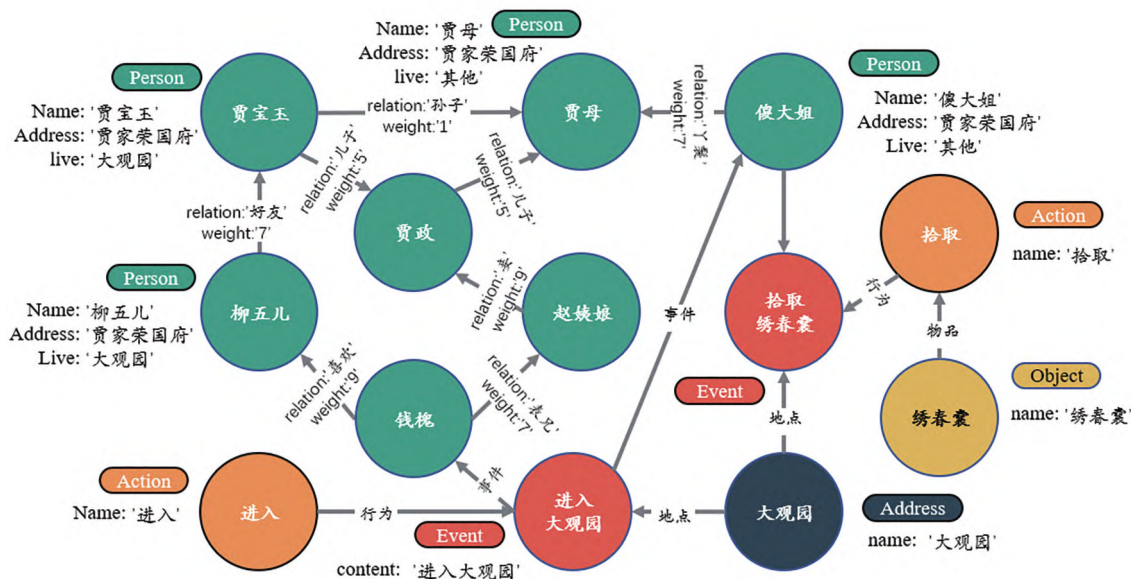 Person
Name: '贾母'
Address: '贾家荣国府'
live: '其他'
Person
Name: '贾宝玉'
Address: '贾家荣国府'
live: '大观园'
贾宝玉
relation:'孙子'
weight:'1'
贾母
relation:'丫鬟'
weight:'7'
傻大姐
Person
Name: '傻大姐'
Address: '贾家荣国府'
Live: '其他'
relation:'儿子'
weight:'5'
贾政
relation:'儿子'
weight:'5'
relation:'好友'
weight:'7'
Person
Name: '柳五儿'
Address: '贾家荣国府'
Live: '大观园'
柳五儿
relation:
weight:'9'
赵姨娘
事件
拾取
绣春囊
行为
拾取
Action
name: '拾取'
物品
relation:'喜欢'
weight:'9'
钱槐
relation:'表兄'
weight:'7'
Event
地点
绣春囊
Object
name: '绣春囊'
Action
Name: '进入'
进入
行为
事件
Event
content: '进入大观园'
进入
大观园
地点
大观园
Address
name: '大观园'